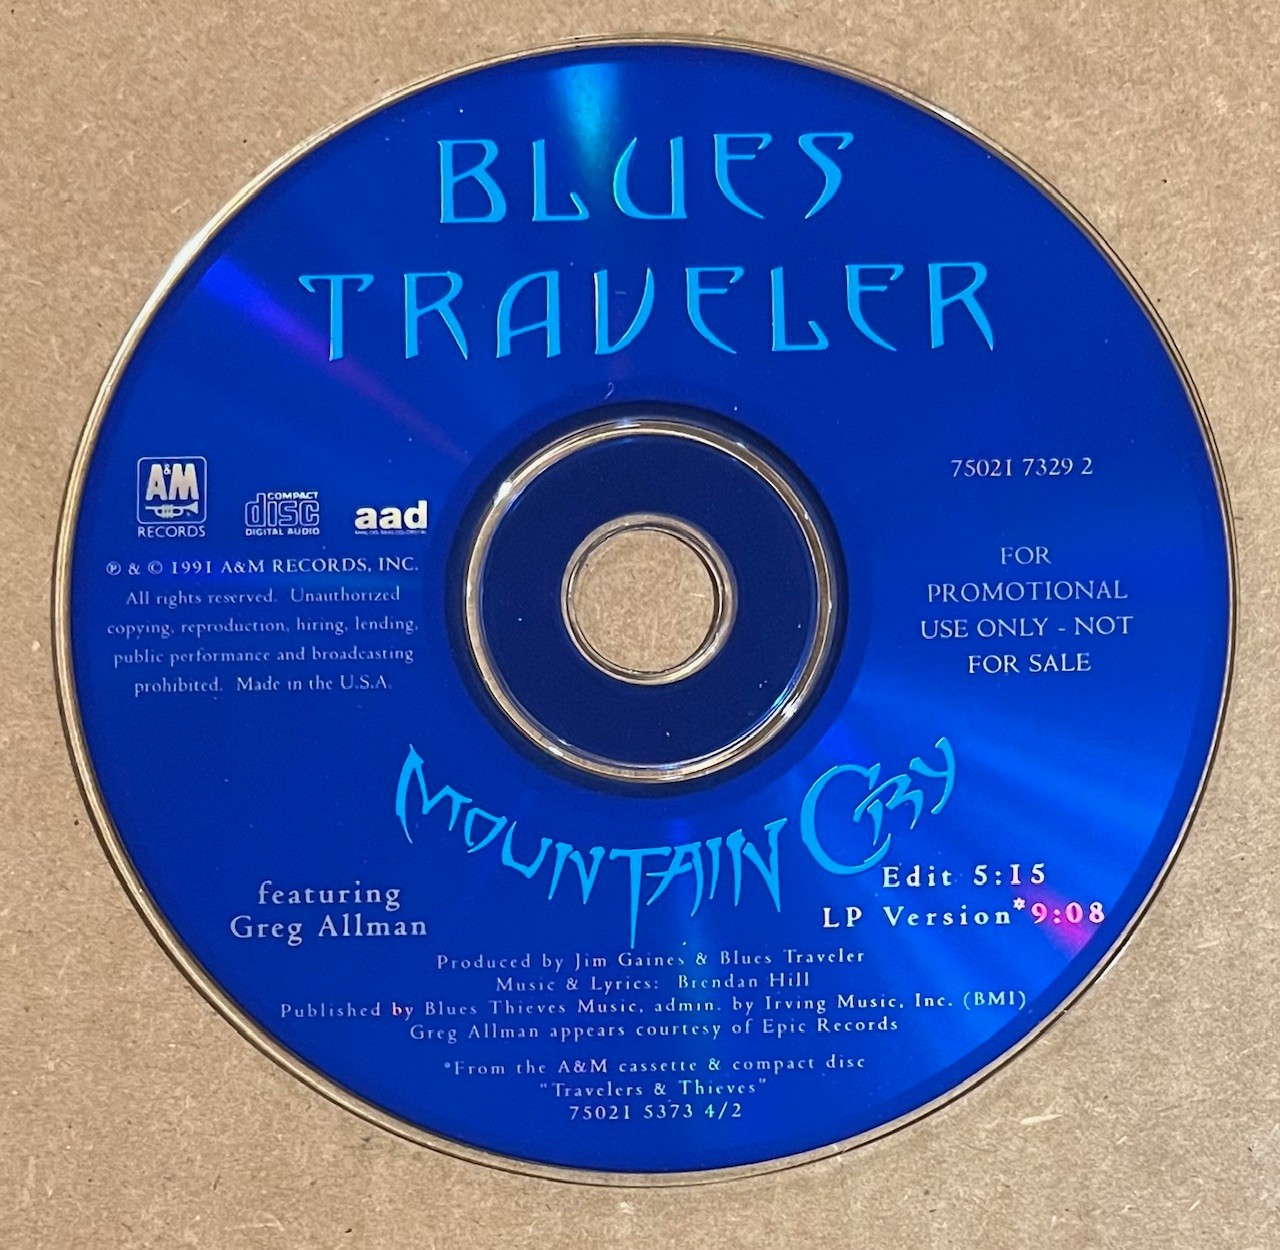 BLUES
TRAVELER
A&M
RECORDS
COMPACT
disc
DIGITAL AUDIO
aad
℗ & © 1991 A&M RECORDS, INC.
All rights reserved. Unauthorized
copying, reproduction, hiring, lending,
public performance and broadcasting
prohibited. Made in the U.S.A.
75021 7329 2
FOR
PROMOTIONAL
USE ONLY - NOT
FOR SALE
MOUNTAIN CRY
featuring
Greg Allman
Edit 5:15
LP Version*9:08
Produced by Jim Gaines & Blues Traveler
Music & Lyrics: Brendan Hill
Published by Blues Thieves Music, admin. by Irving Music, Inc. (BMI)
Greg Allman appears courtesy of Epic Records
*From the A&M cassette & compact disc
"Travelers & Thieves"
75021 5373 4/2